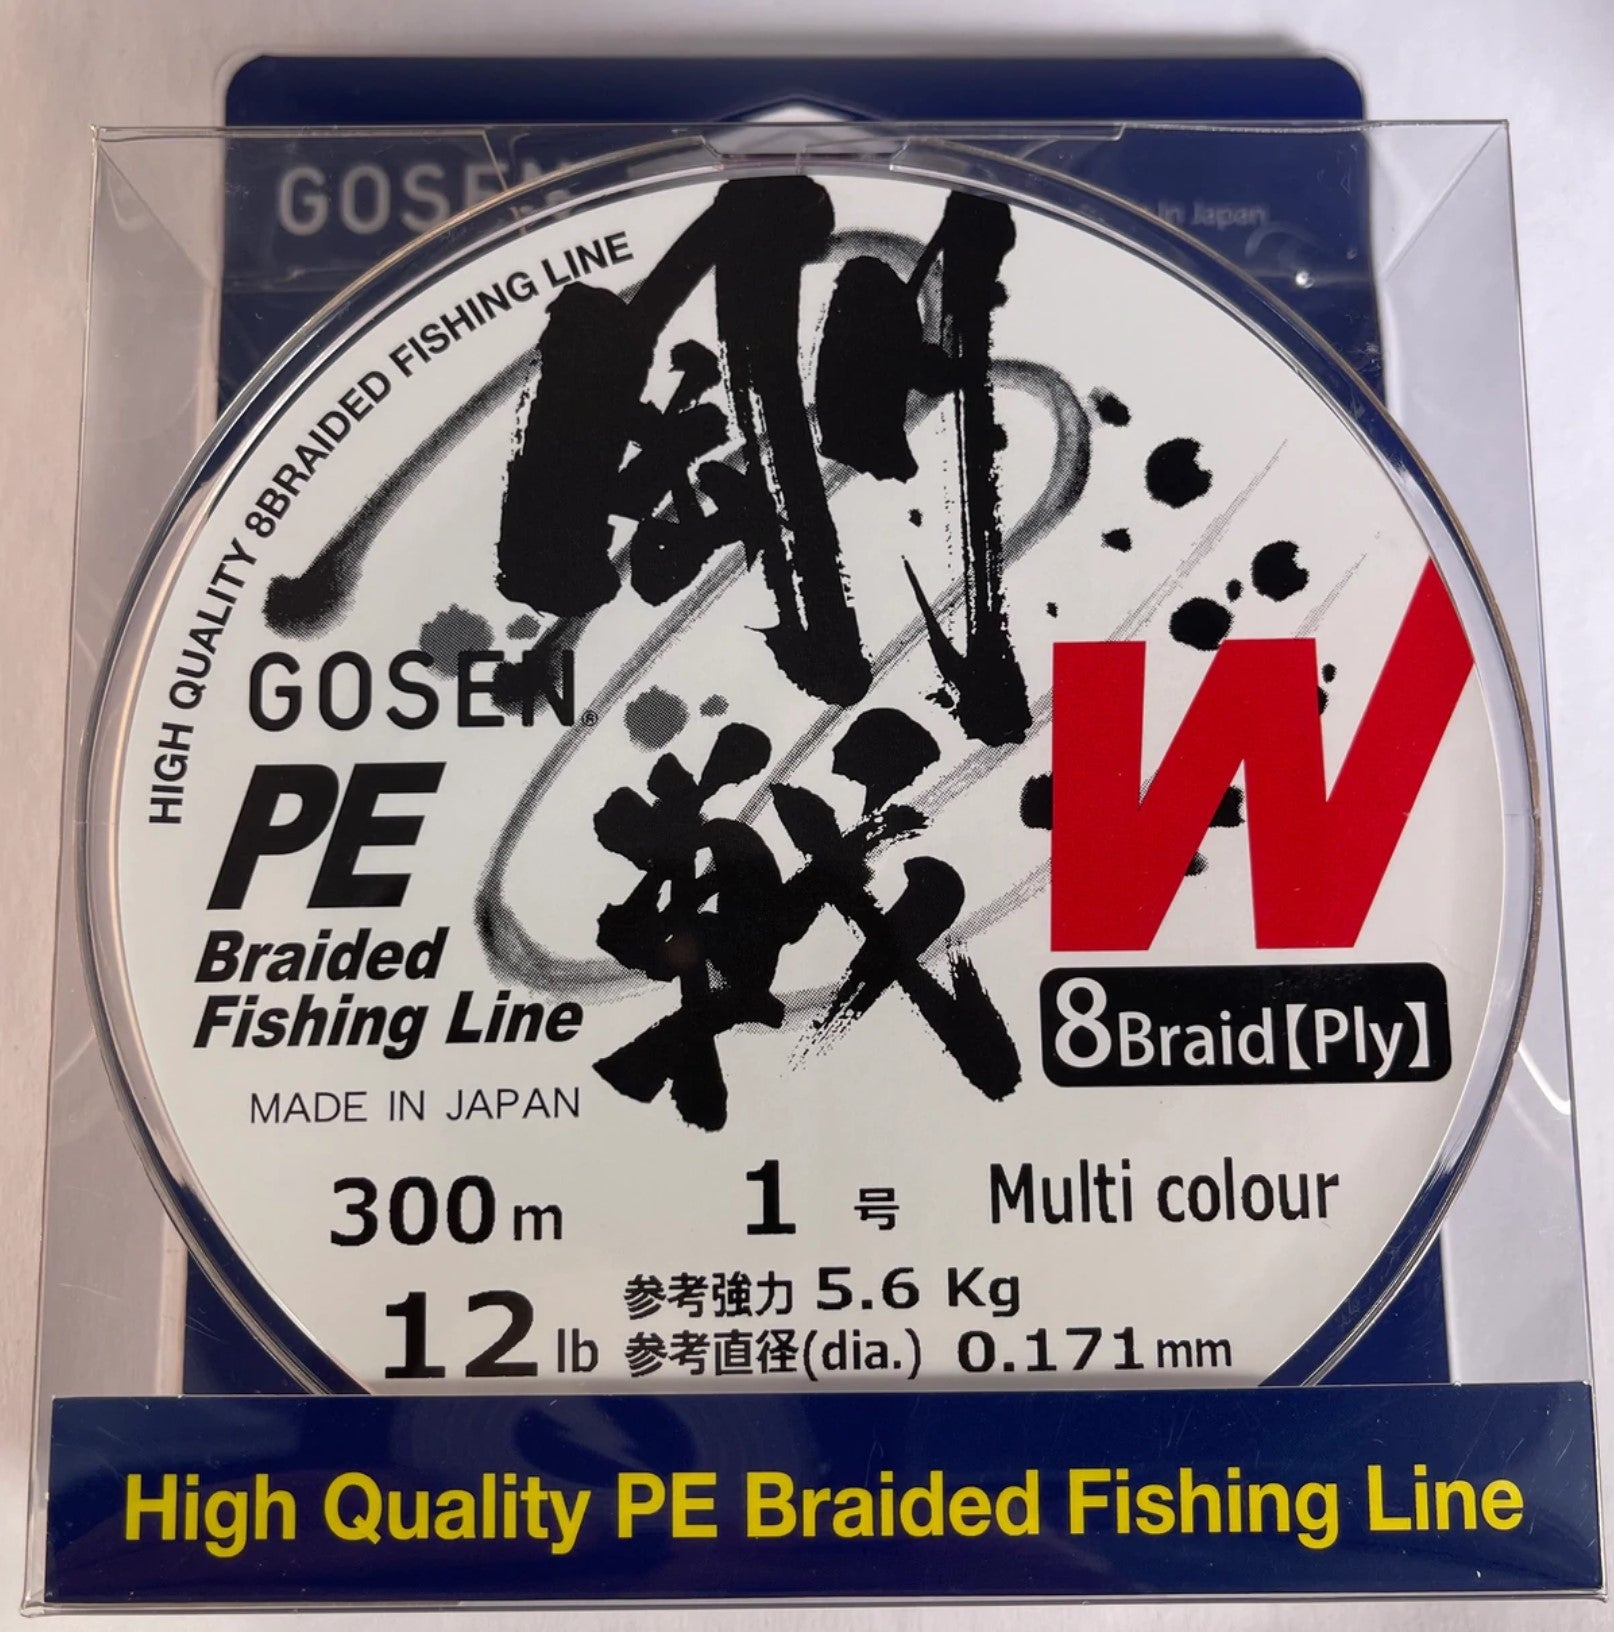 GOSEN
in Japan
HIGH QUALITY 8BRAIDED FISHING LINE
剛戦
GOSEN®
W
PE
Braided
Fishing Line
8Braid【Ply】
MADE IN JAPAN
300m 1号 Multi colour
12lb 参考強力 5.6 Kg
参考直径(dia.) 0.171mm
High Quality PE Braided Fishing Line